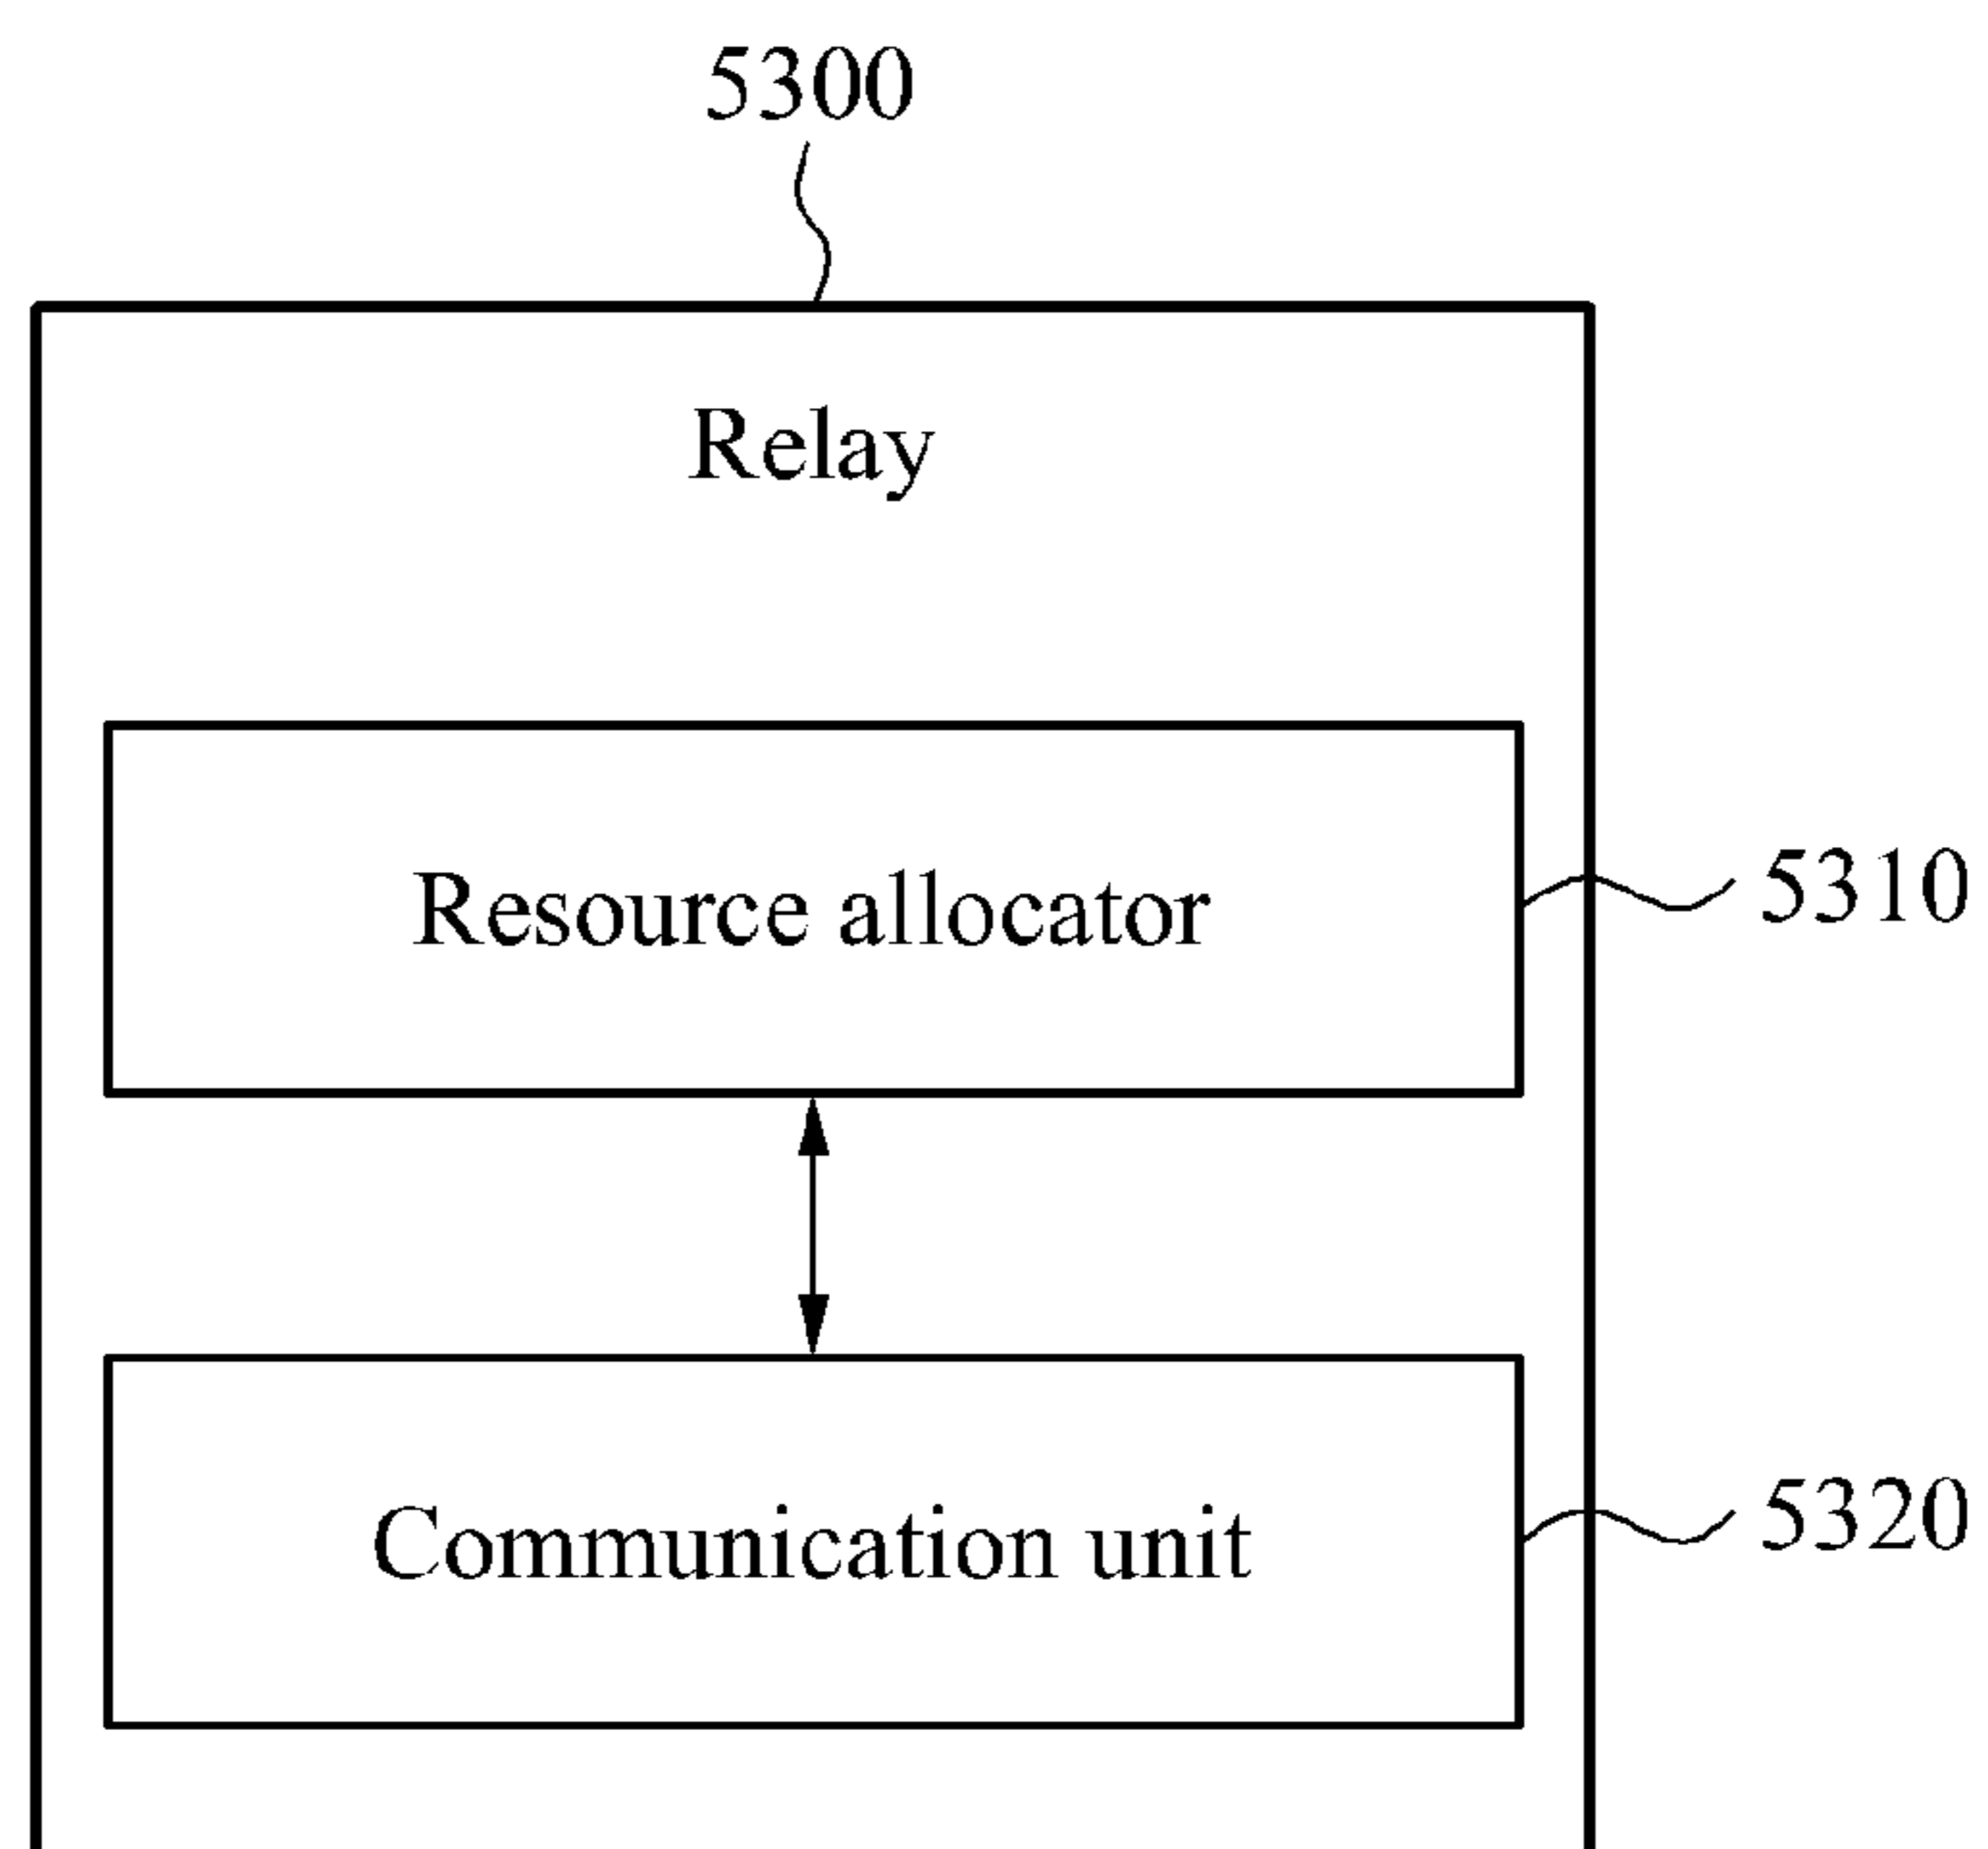 5300
Relay
Resource allocator
5310
Communication unit
5320